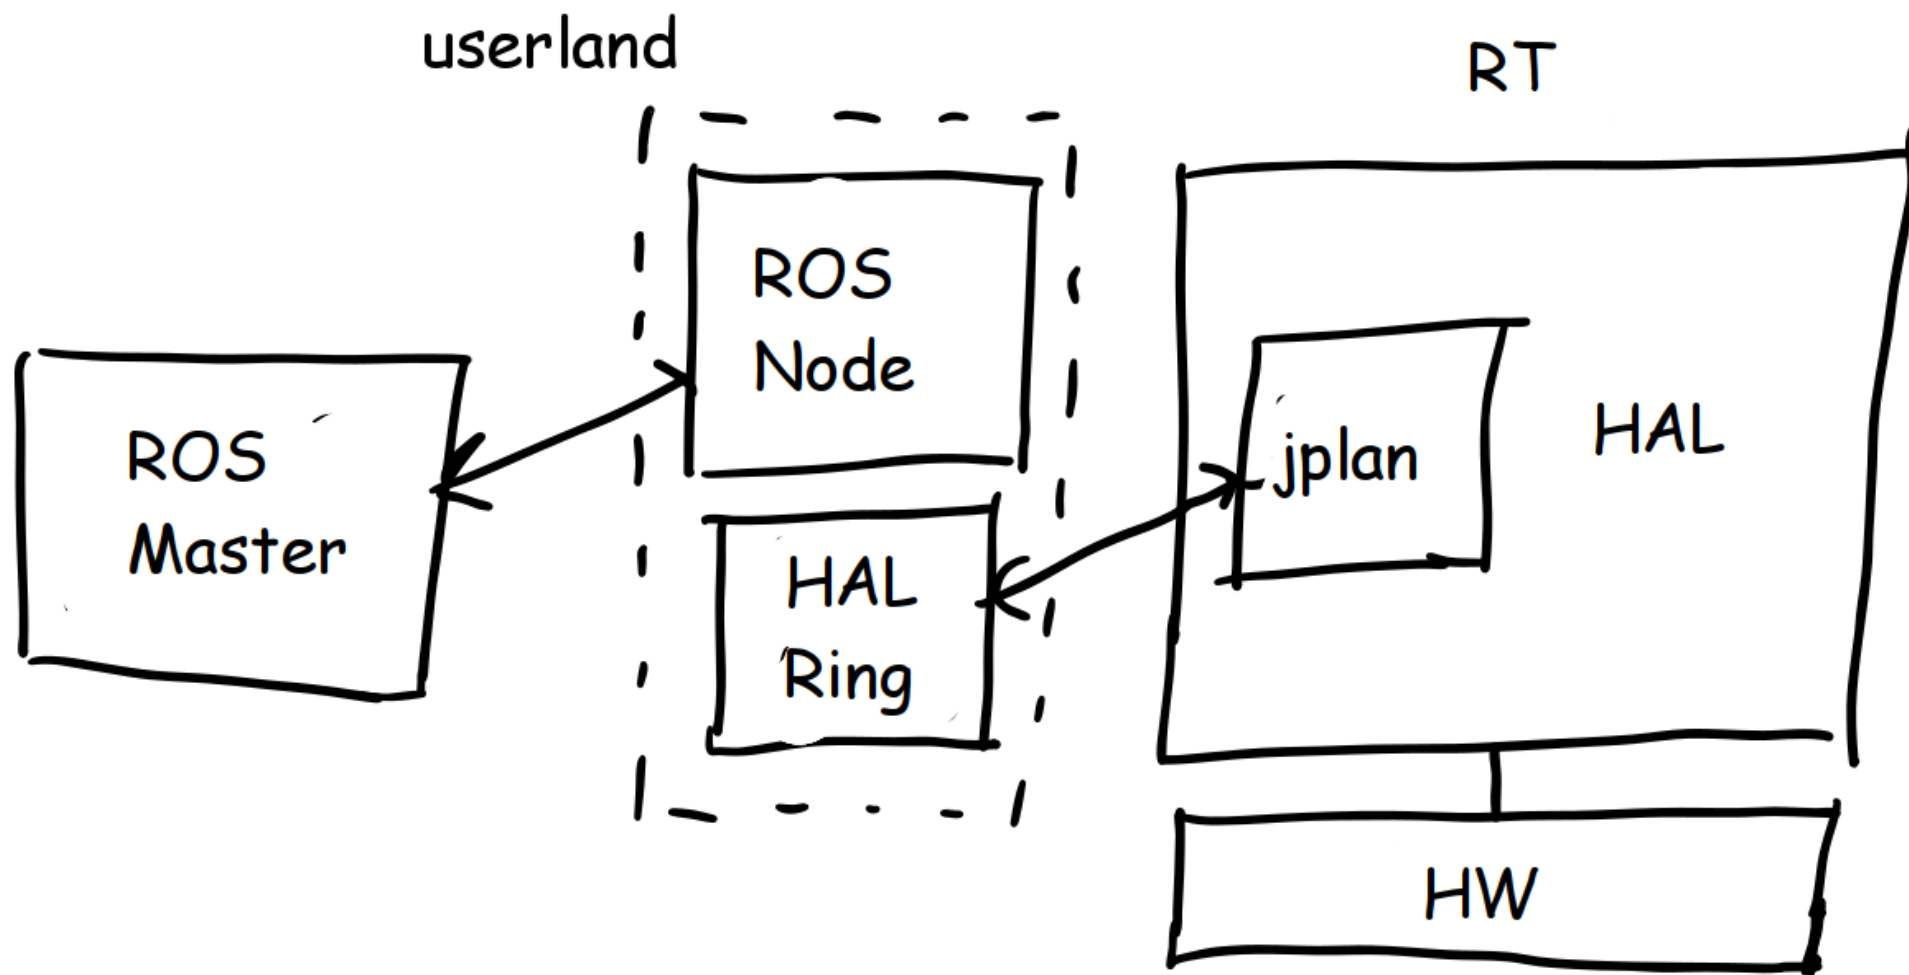 userland
RT
ROS
Node
ROS
Master
HAL
Ring
jplan
HAL
HW